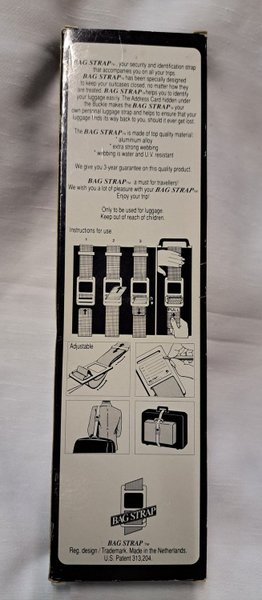 BAG STRAP™, your security and identification strap
that accompanies you on all your trips.
BAG STRAP™ has been specially designed
to keep your suitcases closed, no matter how they
are treated. BAG STRAP™ helps you to identify
your luggage easily. The Address Card hidden under
the Buckle makes the BAG STRAP™ your
own personal luggage strap and helps to ensure that your
luggage finds its way back to you, should it ever get lost.
The BAG STRAP™ is made of top quality material:
* aluminum alloy
* extra strong webbing
* webbing is water and U.V. resistant
We give you 3-year guarantee on this quality product.
BAG STRAP™ a must for travellers!
We wish you a lot of pleasure with your BAG STRAP™
Enjoy your trip!
Only to be used for luggage.
Keep out of reach of children.
Instructions for use
1 2 3
Adjustable
BAG STRAP
BAG STRAP™
Reg. design / Trademark. Made in the Netherlands.
U.S. Patent 313,204.